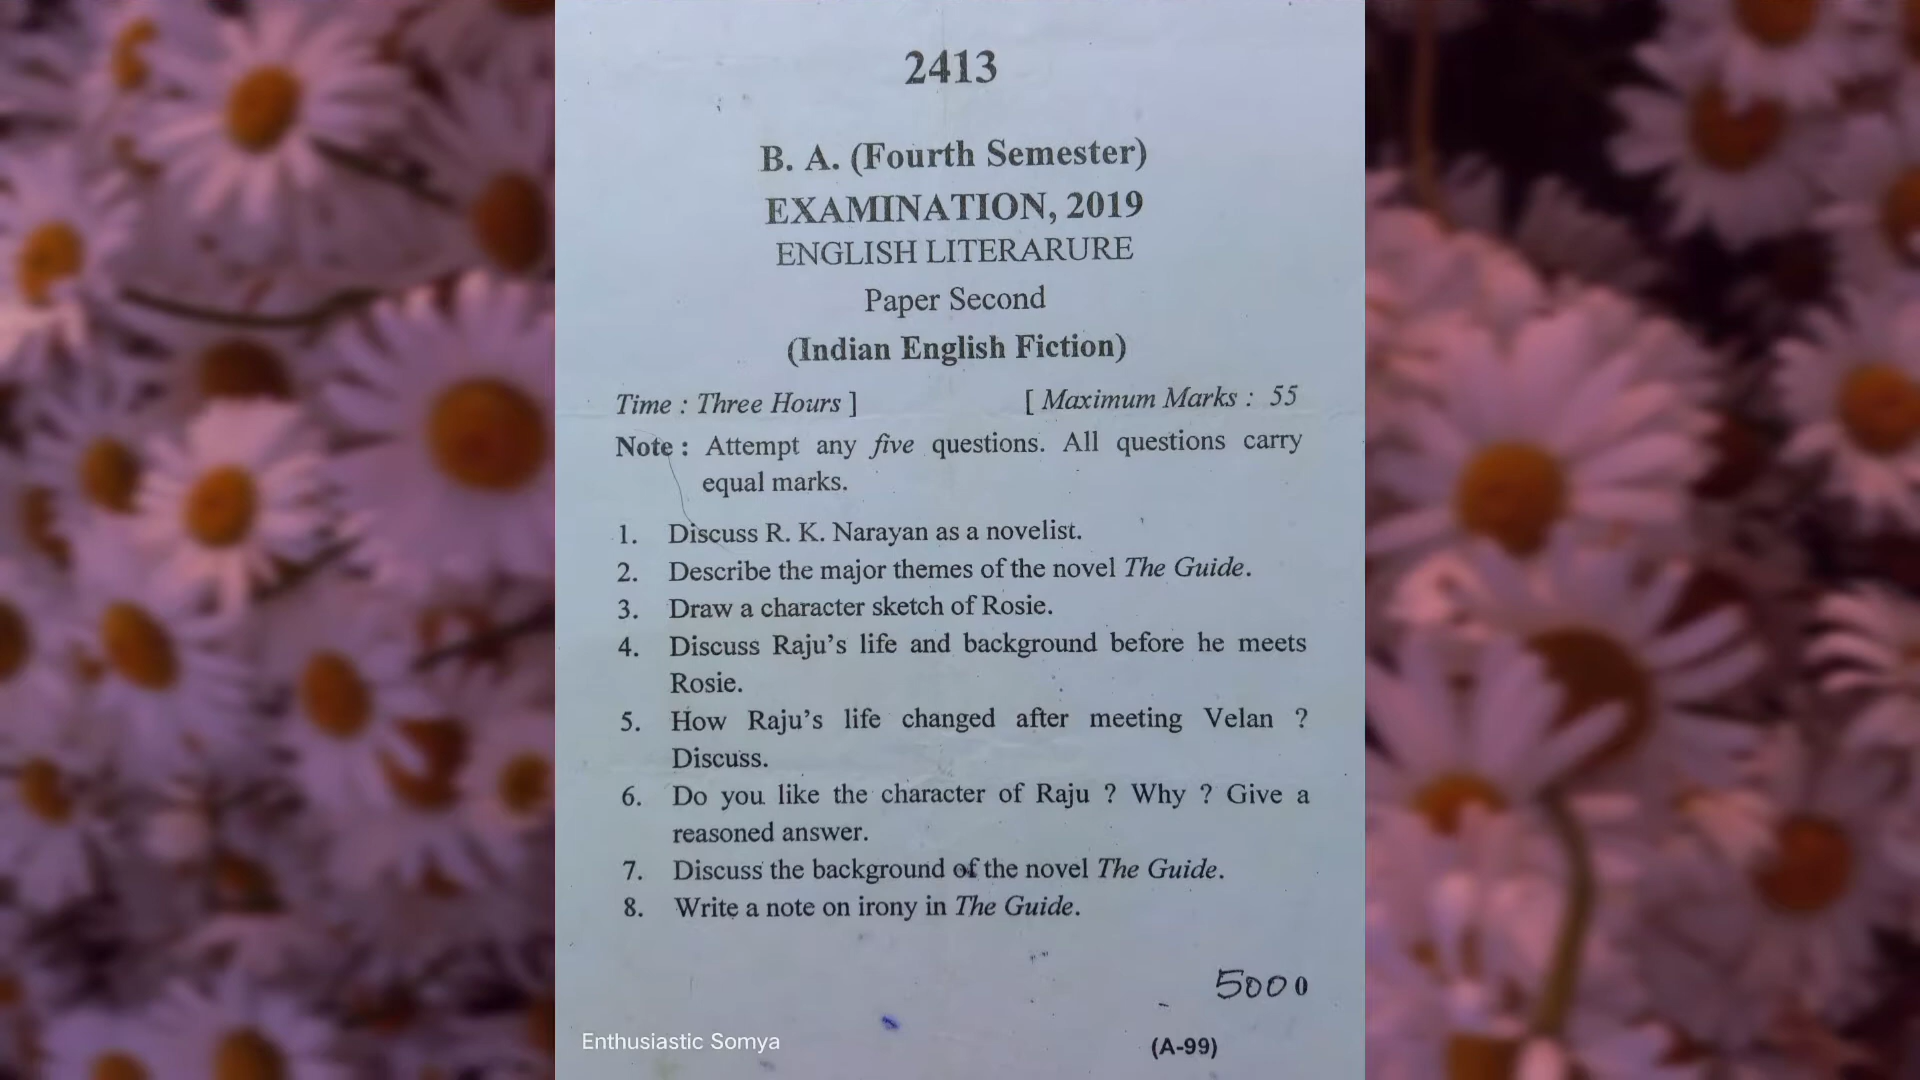 2413
B. A. (Fourth Semester)
EXAMINATION, 2019
ENGLISH LITERARURE
Paper Second
(Indian English Fiction)
Time : Three Hours ] [ Maximum Marks : 55
Note : Attempt any five questions. All questions carry
equal marks.
1. Discuss R. K. Narayan as a novelist.
2. Describe the major themes of the novel The Guide.
3. Draw a character sketch of Rosie.
4. Discuss Raju's life and background before he meets
Rosie.
5. How Raju's life changed after meeting Velan ?
Discuss.
6. Do you like the character of Raju ? Why ? Give a
reasoned answer.
7. Discuss the background of the novel The Guide.
8. Write a note on irony in The Guide.
5000
Enthusiastic Somya
(A-99)